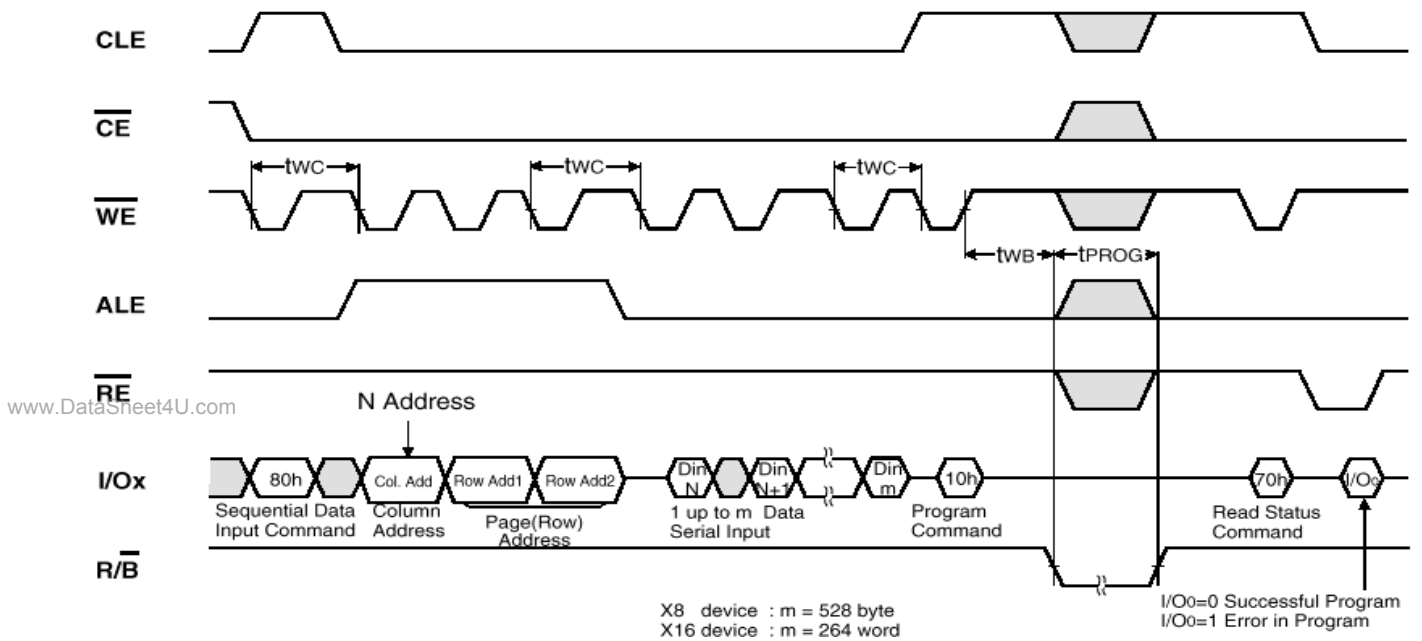 CLE
CE
tWC
tWC
tWC
WE
tWB
tPROG
ALE
RE
www.DataSheet4U.com
N Address
I/Ox
80h
Col. Add
Row Add1
Row Add2
Din N
Din N+1
Din m
10h
70h
I/O0
Sequential Data Input Command
Column Address
Page(Row) Address
1 up to m Data Serial Input
Program Command
Read Status Command
R/B
X8 device : m = 528 byte
X16 device : m = 264 word
I/O0=0 Successful Program
I/O0=1 Error in Program